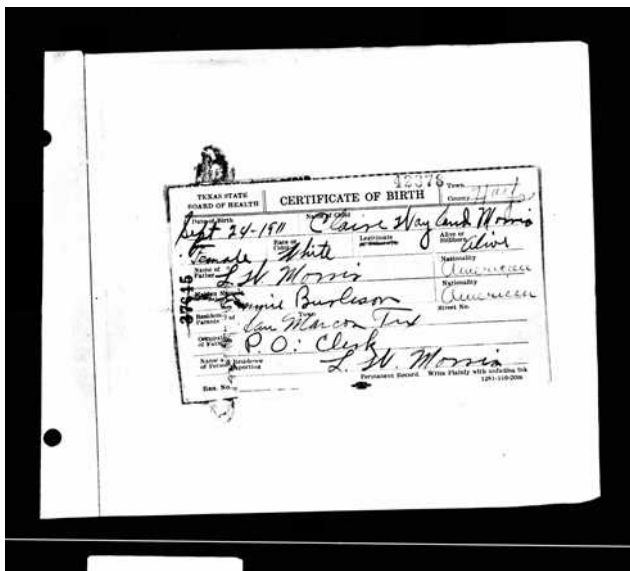 42378
TEXAS STATE
BOARD OF HEALTH
CERTIFICATE OF BIRTH
Town
County Hays
Date of Birth
Name of Child
Sept 24-1911 Claire Wayland Morris
Female
Race or
Color
White
Legitimate
Alive or
Stillborn
Alive
Name of
Father
L W Morris
Nationality
American
Burleson
Nationality
American
Residence of
Parents
Town
San Marcos Tex
Street No.
Occupation
of Father
P.O. Clerk
Name & Residence
of Person Reporting
L. W. Morris
Permanent Record. Write Plainly with unfading Ink
Reg. No.
37645